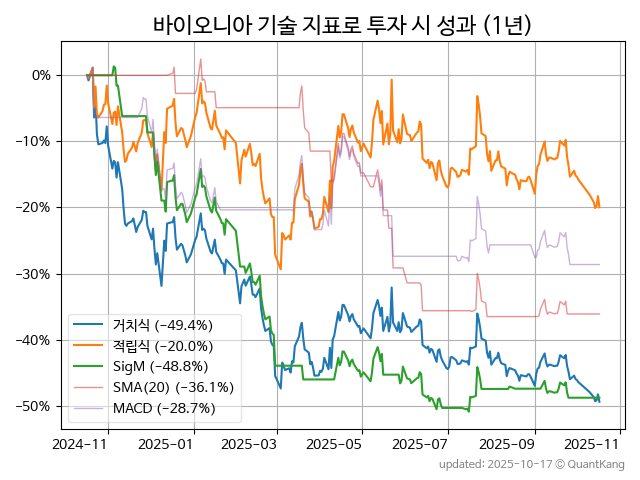 바이오니아 기술 지표로 투자 시 성과 (1년)
0%
−10%
−20%
−30%
−40%
−50%
거치식 (−49.4%)
적립식 (−20.0%)
SigM (−48.8%)
SMA(20) (−36.1%)
MACD (−28.7%)
2024-11
2025-01
2025-03
2025-05
2025-07
2025-09
2025-11
updated: 2025-10-17 © QuantKang